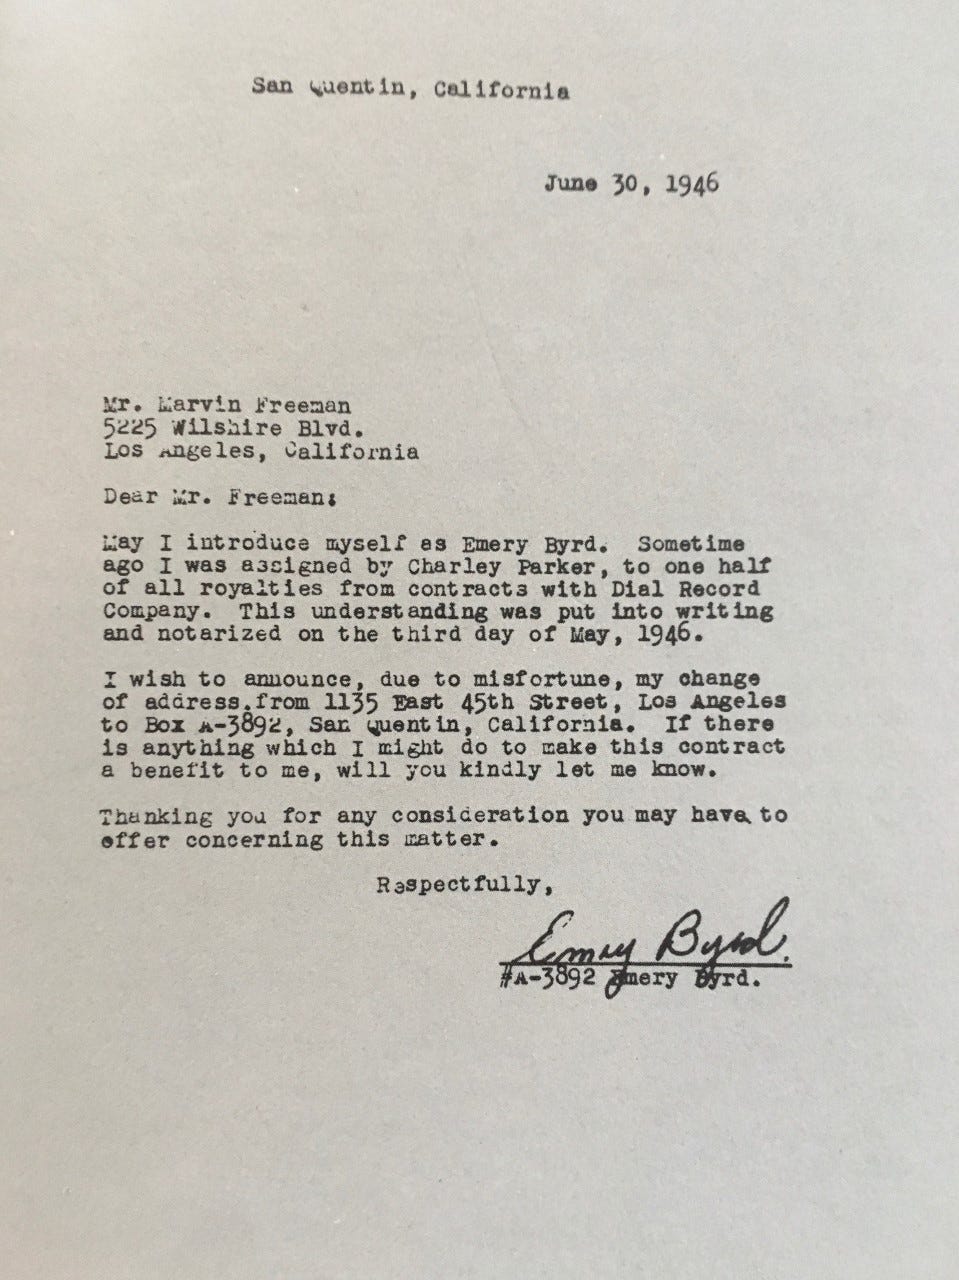 San Quentin, California
June 30, 1946
Mr. Marvin Freeman
5225 Wilshire Blvd.
Los Angeles, California
Dear Mr. Freeman:
May I introduce myself as Emery Byrd. Sometime
ago I was assigned by Charley Parker, to one half
of all royalties from contracts with Dial Record
Company. This understanding was put into writing
and notarized on the third day of May, 1946.
I wish to announce, due to misfortune, my change
of address.from 1135 East 45th Street, Los Angeles
to Box A-3892, San Quentin, California. If there
is anything which I might do to make this contract
a benefit to me, will you kindly let me know.
Thanking you for any consideration you may have to
offer concerning this matter.
Respectfully,
Emry Byrd.
#A-3892 Emery Byrd.